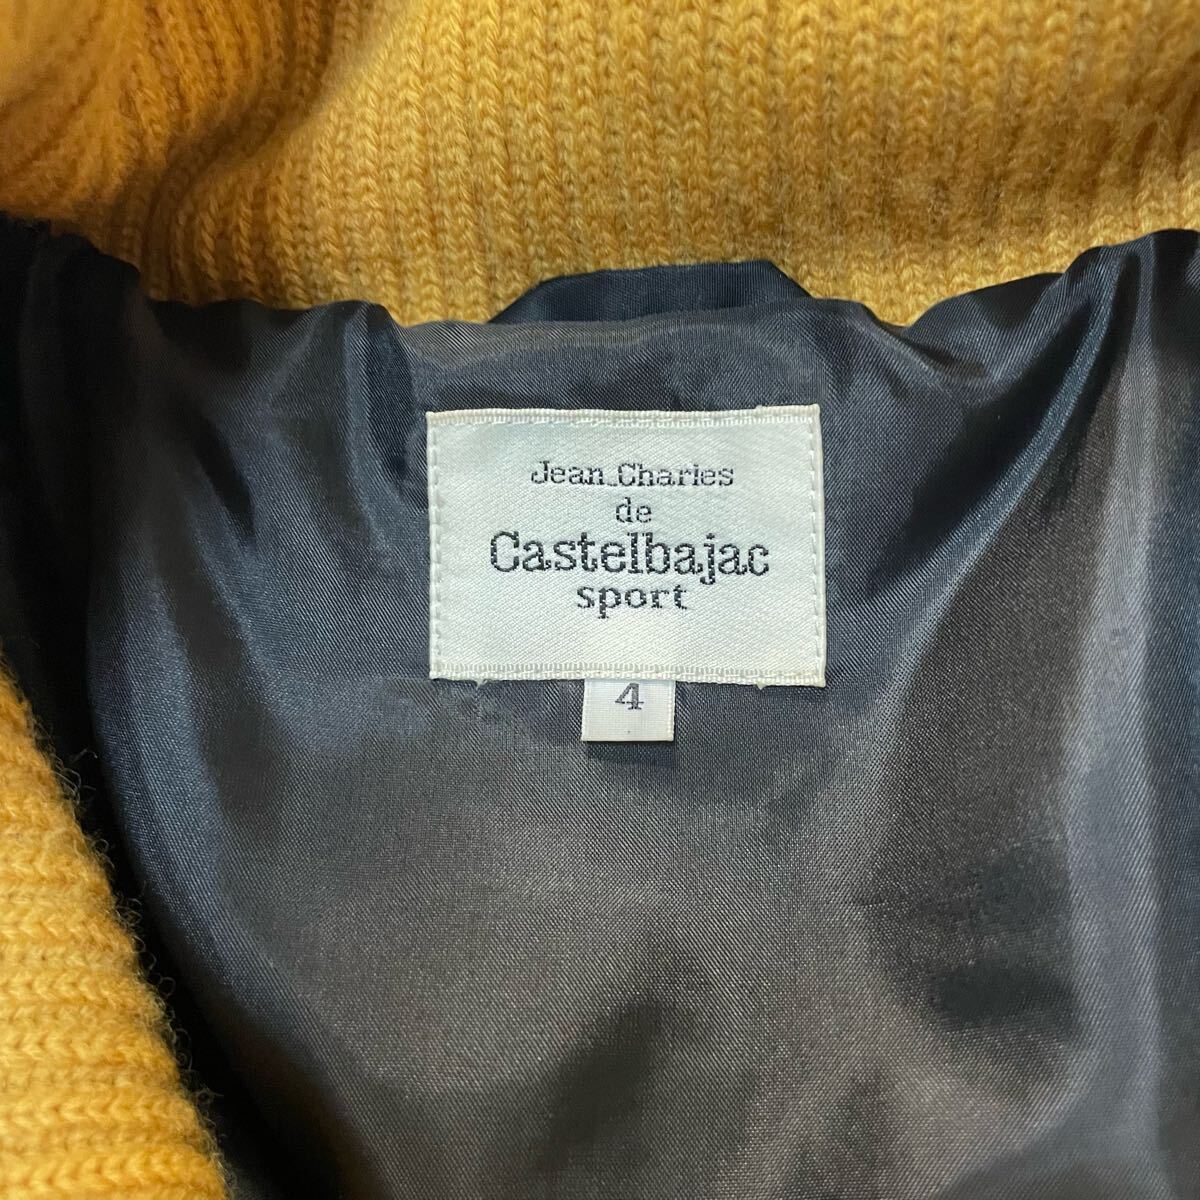 Jean_Charles
de
Castelbajac
sport
4